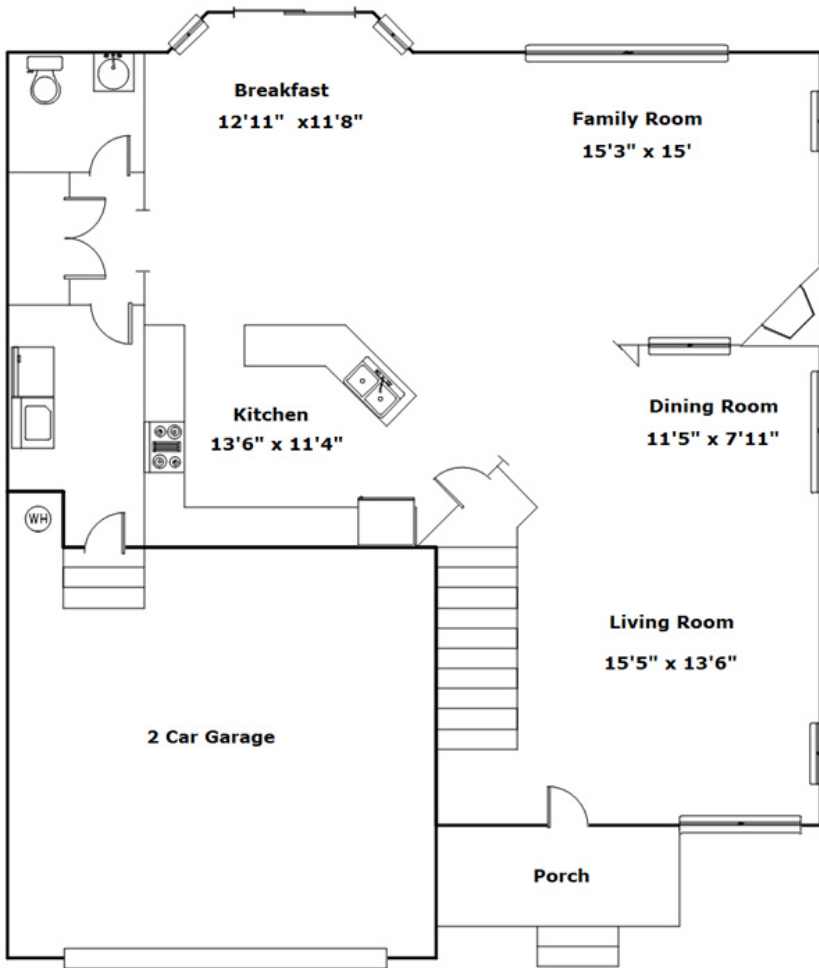 Breakfast
12'11"  x11'8"
Family Room
15'3" x 15'
Kitchen
13'6" x 11'4"
Dining Room
11'5" x 7'11"
WH
Living Room
15'5" x 13'6"
2 Car Garage
Porch